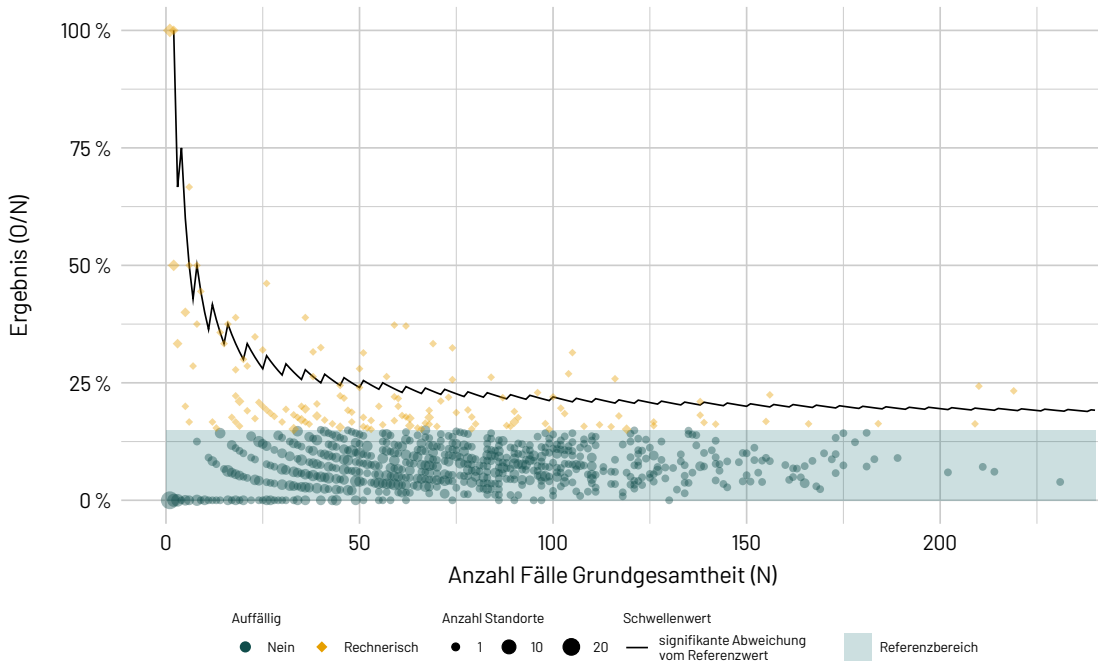 Ergebnis (O/N)
100 %
75 %
50 %
25 %
0 %
0
50
100
150
200
Anzahl Fälle Grundgesamtheit (N)
Auffällig
Nein
Rechnerisch
Anzahl Standorte
1
10
20
Schwellenwert
signifikante Abweichung
vom Referenzwert
Referenzbereich